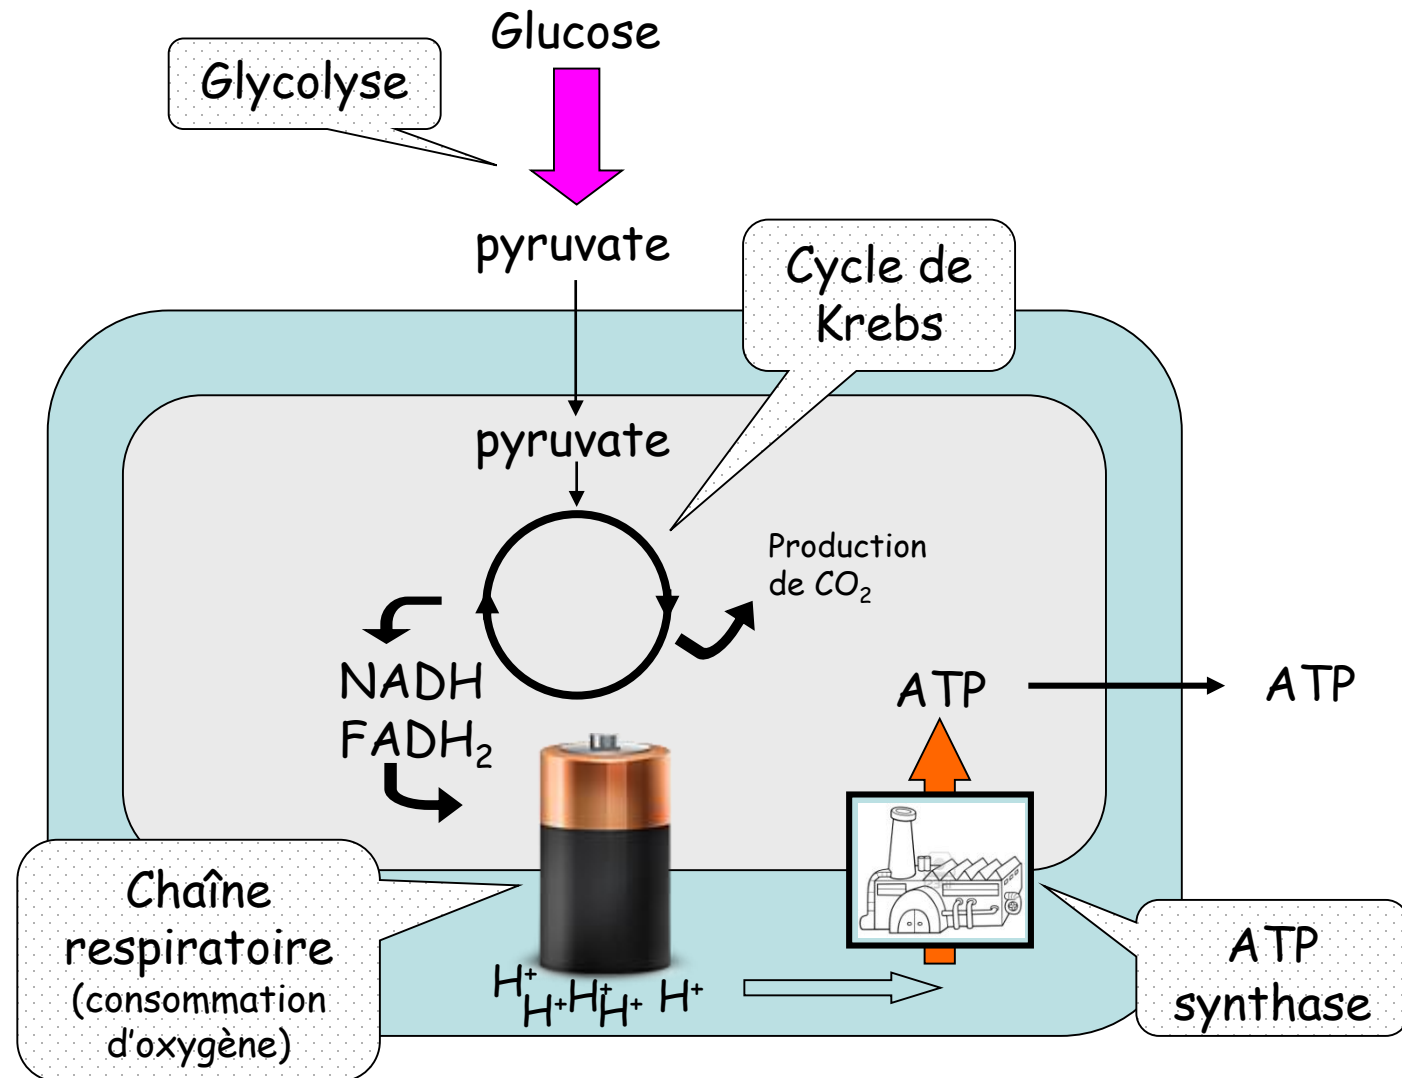 Glucose
Glycolyse
pyruvate
Cycle de
Krebs
pyruvate
Production
de CO₂
NADH
FADH₂
ATP
ATP
Chaîne
respiratoire
(consommation
d'oxygène)
H⁺
H⁺
H⁺
H⁺
H⁺
ATP
synthase